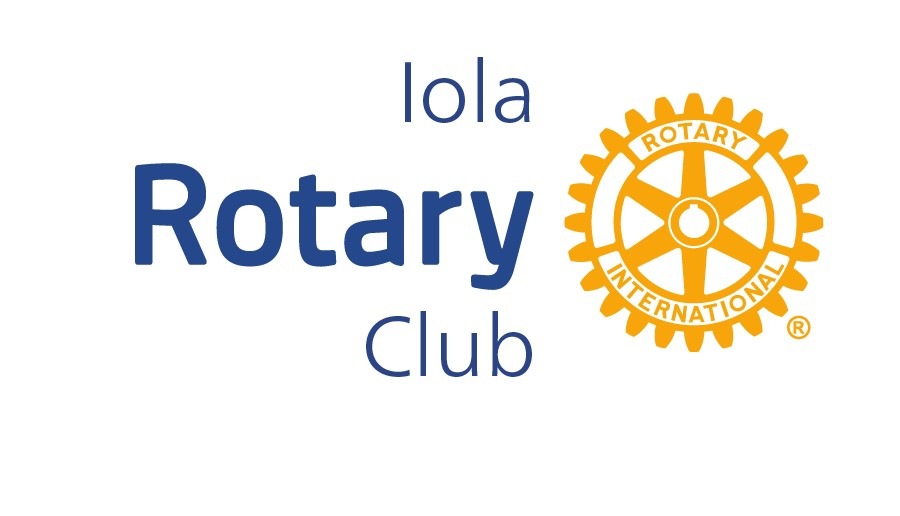 Iola
Rotary
Club
ROTARY
INTERNATIONAL
®